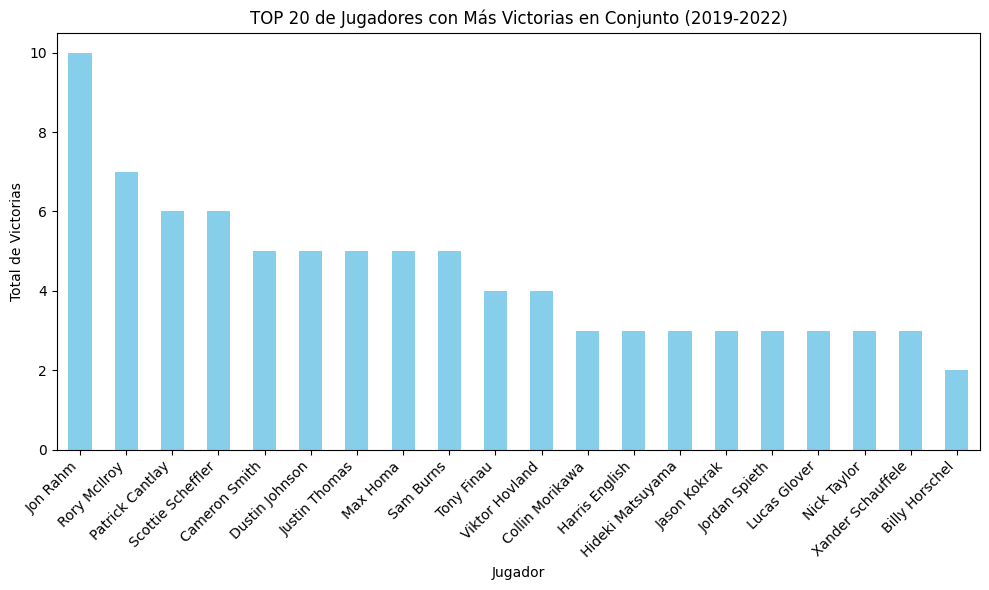 TOP 20 de Jugadores con Más Victorias en Conjunto (2019-2022)
Total de Victorias
10
8
6
4
2
0
Jon Rahm
Rory McIlroy
Patrick Cantlay
Scottie Scheffler
Cameron Smith
Dustin Johnson
Justin Thomas
Max Homa
Sam Burns
Tony Finau
Viktor Hovland
Collin Morikawa
Harris English
Hideki Matsuyama
Jason Kokrak
Jordan Spieth
Lucas Glover
Nick Taylor
Xander Schauffele
Billy Horschel
Jugador